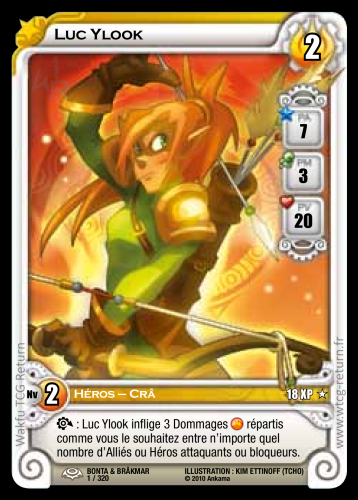 Luc Ylook
2
PA
7
PM
3
PV
20
Wakfu TCG Return
www.wtcg-return.fr
Nv 2 Héros – Crâ 18 XP
: Luc Ylook inflige 3 Dommages répartis
comme vous le souhaitez entre n'importe quel
nombre d'Alliés ou Héros attaquants ou bloqueurs.
BONTA & BRÂKMAR ILLUSTRATION : KIM ETTINOFF (TCHO)
1 / 320 © 2010 Ankama